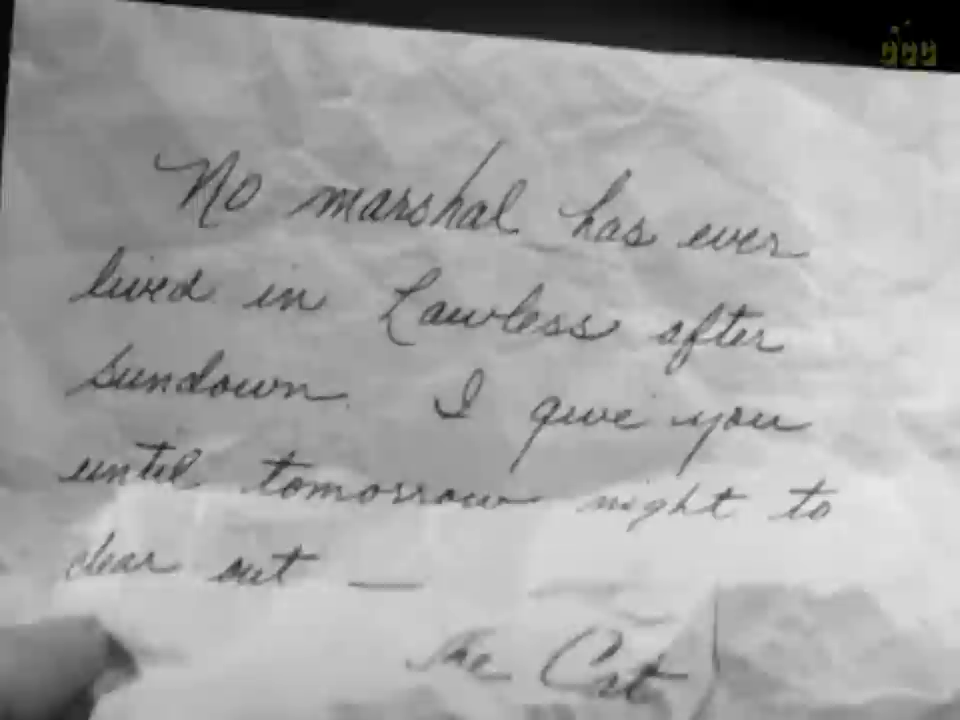 No marshal has ever
lived in Lawless after
sundown. I give you
until tomorrow night to
clear out —
The Cat